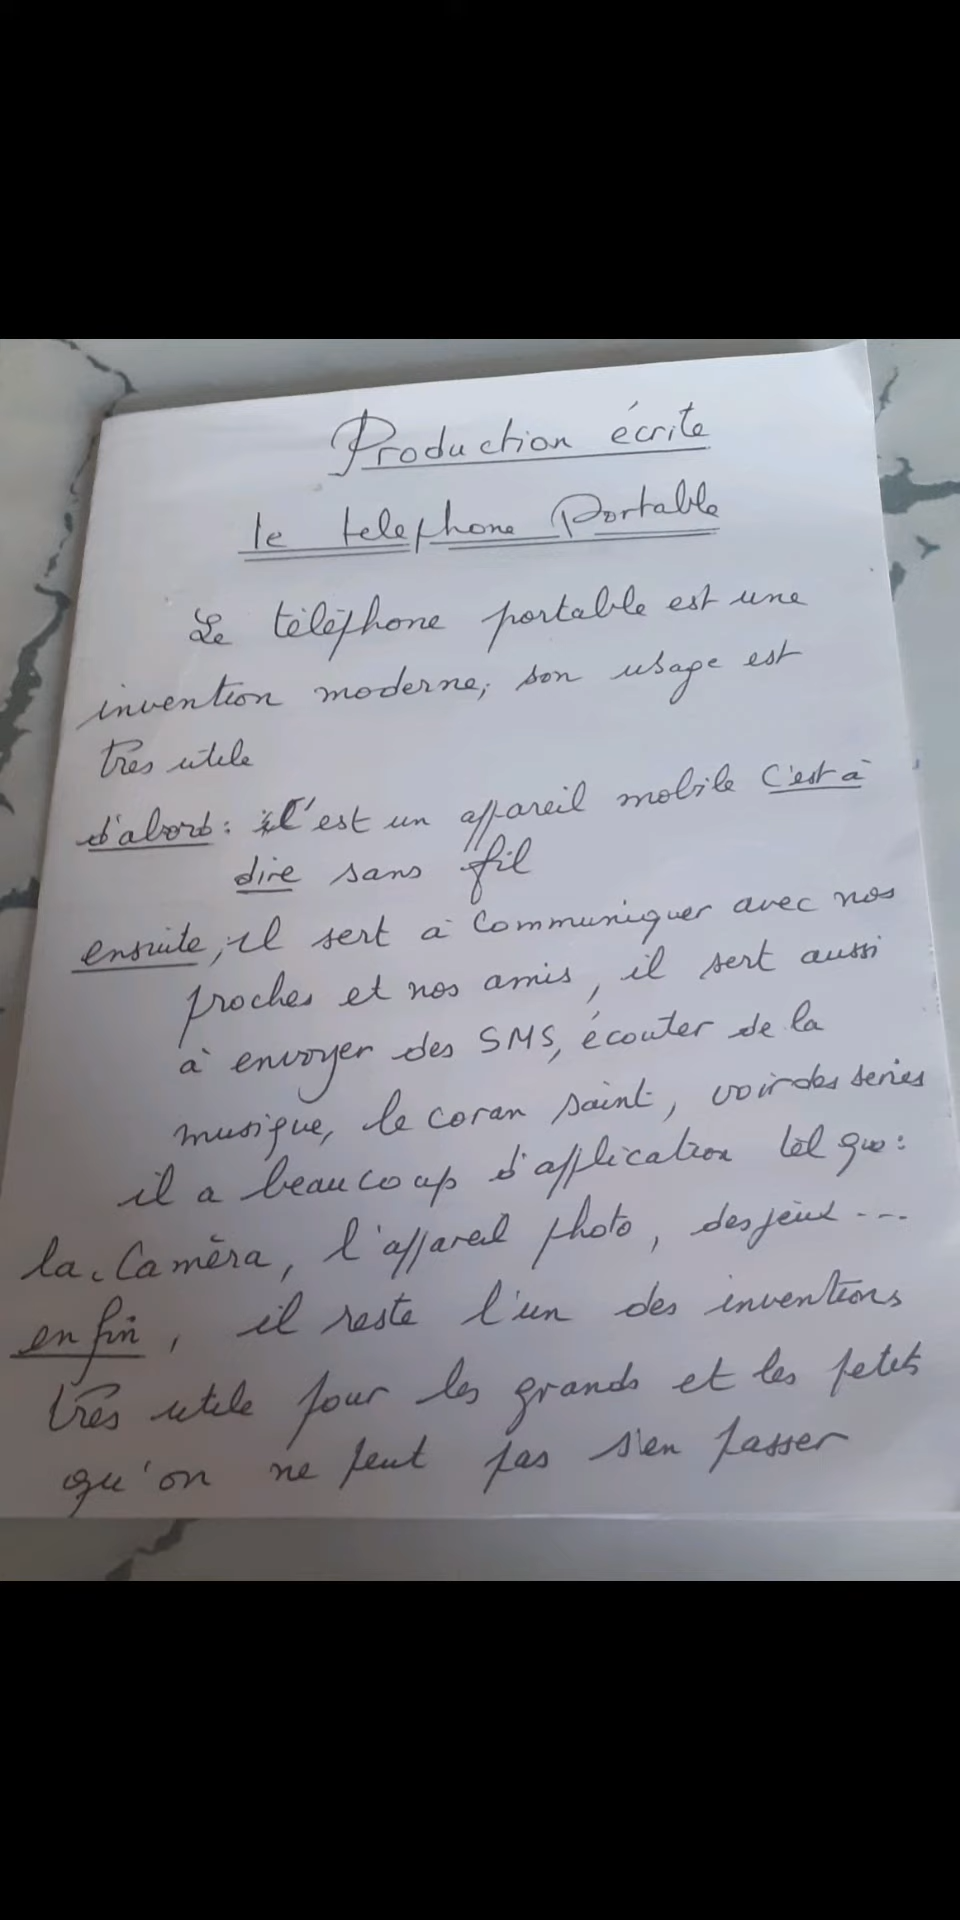 Production écrite
le telephone Portable
Le téléphone portable est une
invention moderne, son usage est
très utile
d'abord : c'est un appareil mobile c'est à
dire sans fil
ensuite, il sert à communiquer avec nos
proches et nos amis, il sert aussi
à envoyer des SMS, écouter de la
musique, le coran saint, voir des series
il a beaucoup d'application tel que :
la caméra, l'appareil photo, des jeux ...
enfin, il reste l'un des inventions
très utile pour les grands et les petits
qu'on ne peut pas s'en passer